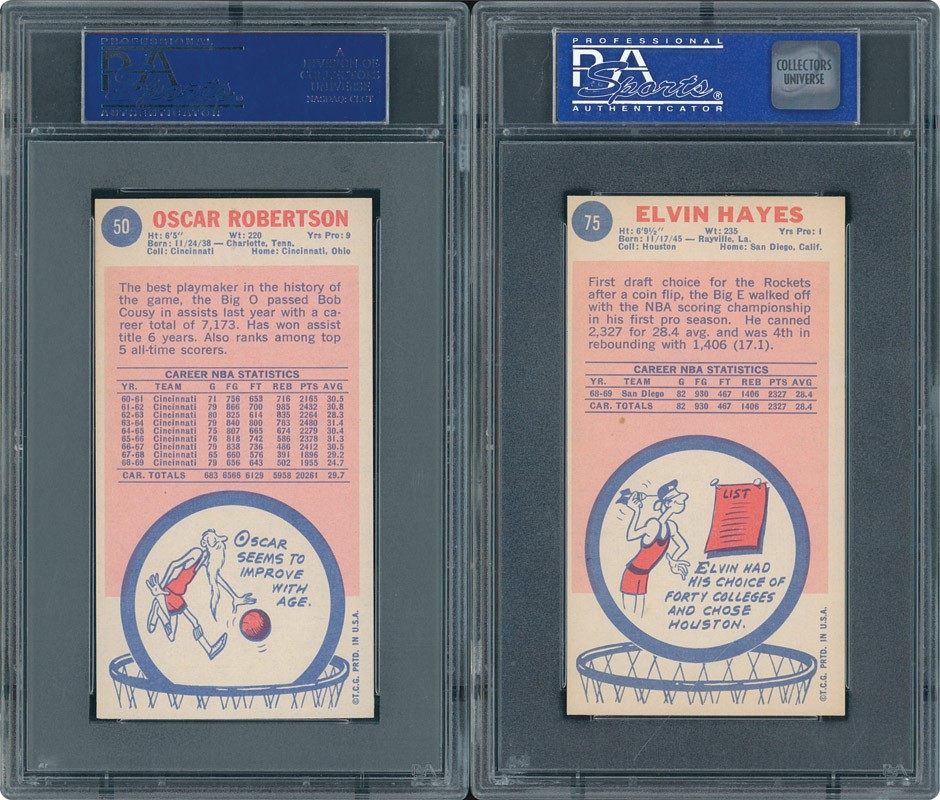 PROFESSIONAL
PSA
Sports
AUTHENTICATOR
A
DIVISION OF
COLLECTORS
UNIVERSE
NASDAQ: CLCT
50 OSCAR ROBERTSON
Ht: 6'5" Wt: 220 Yrs Pro: 9
Born: 11/24/38 — Charlotte, Tenn.
Coll: Cincinnati Home: Cincinnati, Ohio
The best playmaker in the history of
the game, the Big O passed Bob
Cousy in assists last year with a ca-
reer total of 7,173. Has won assist
title 6 years. Also ranks among top
5 all-time scorers.
CAREER NBA STATISTICS
YR. TEAM G FG FT REB PTS AVG
60-61 Cincinnati 71 756 653 716 2165 30.5
61-62 Cincinnati 79 866 700 985 2432 30.8
62-63 Cincinnati 80 825 614 835 2264 28.3
63-64 Cincinnati 79 840 800 783 2480 31.4
64-65 Cincinnati 75 807 665 674 2279 30.4
65-66 Cincinnati 76 818 742 586 2378 31.3
66-67 Cincinnati 79 838 736 486 2412 30.5
67-68 Cincinnati 65 660 576 391 1896 29.2
68-69 Cincinnati 79 656 643 502 1955 24.7
CAR. TOTALS 683 6566 6129 5958 20261 29.7
OSCAR
SEEMS TO
IMPROVE
WITH
AGE.
©T.C.G. PRTD. IN U.S.A.
PSA
PROFESSIONAL
PSA
Sports®
AUTHENTICATOR
COLLECTORS
UNIVERSE
75 ELVIN HAYES
Ht: 6'9½" Wt: 235 Yrs Pro: 1
Born: 11/17/45 — Rayville, La.
Coll: Houston Home: San Diego, Calif.
First draft choice for the Rockets
after a coin flip, the Big E walked off
with the NBA scoring championship
in his first pro season. He canned
2,327 for 28.4 avg. and was 4th in
rebounding with 1,406 (17.1).
CAREER NBA STATISTICS
YR. TEAM G FG FT REB PTS AVG
68-69 San Diego 82 930 467 1406 2327 28.4
CAR. TOTALS 82 930 467 1406 2327 28.4
LIST
ELVIN HAD
HIS CHOICE OF
FORTY COLLEGES
AND CHOSE
HOUSTON.
©T.C.G. PRTD. IN U.S.A.
PSA